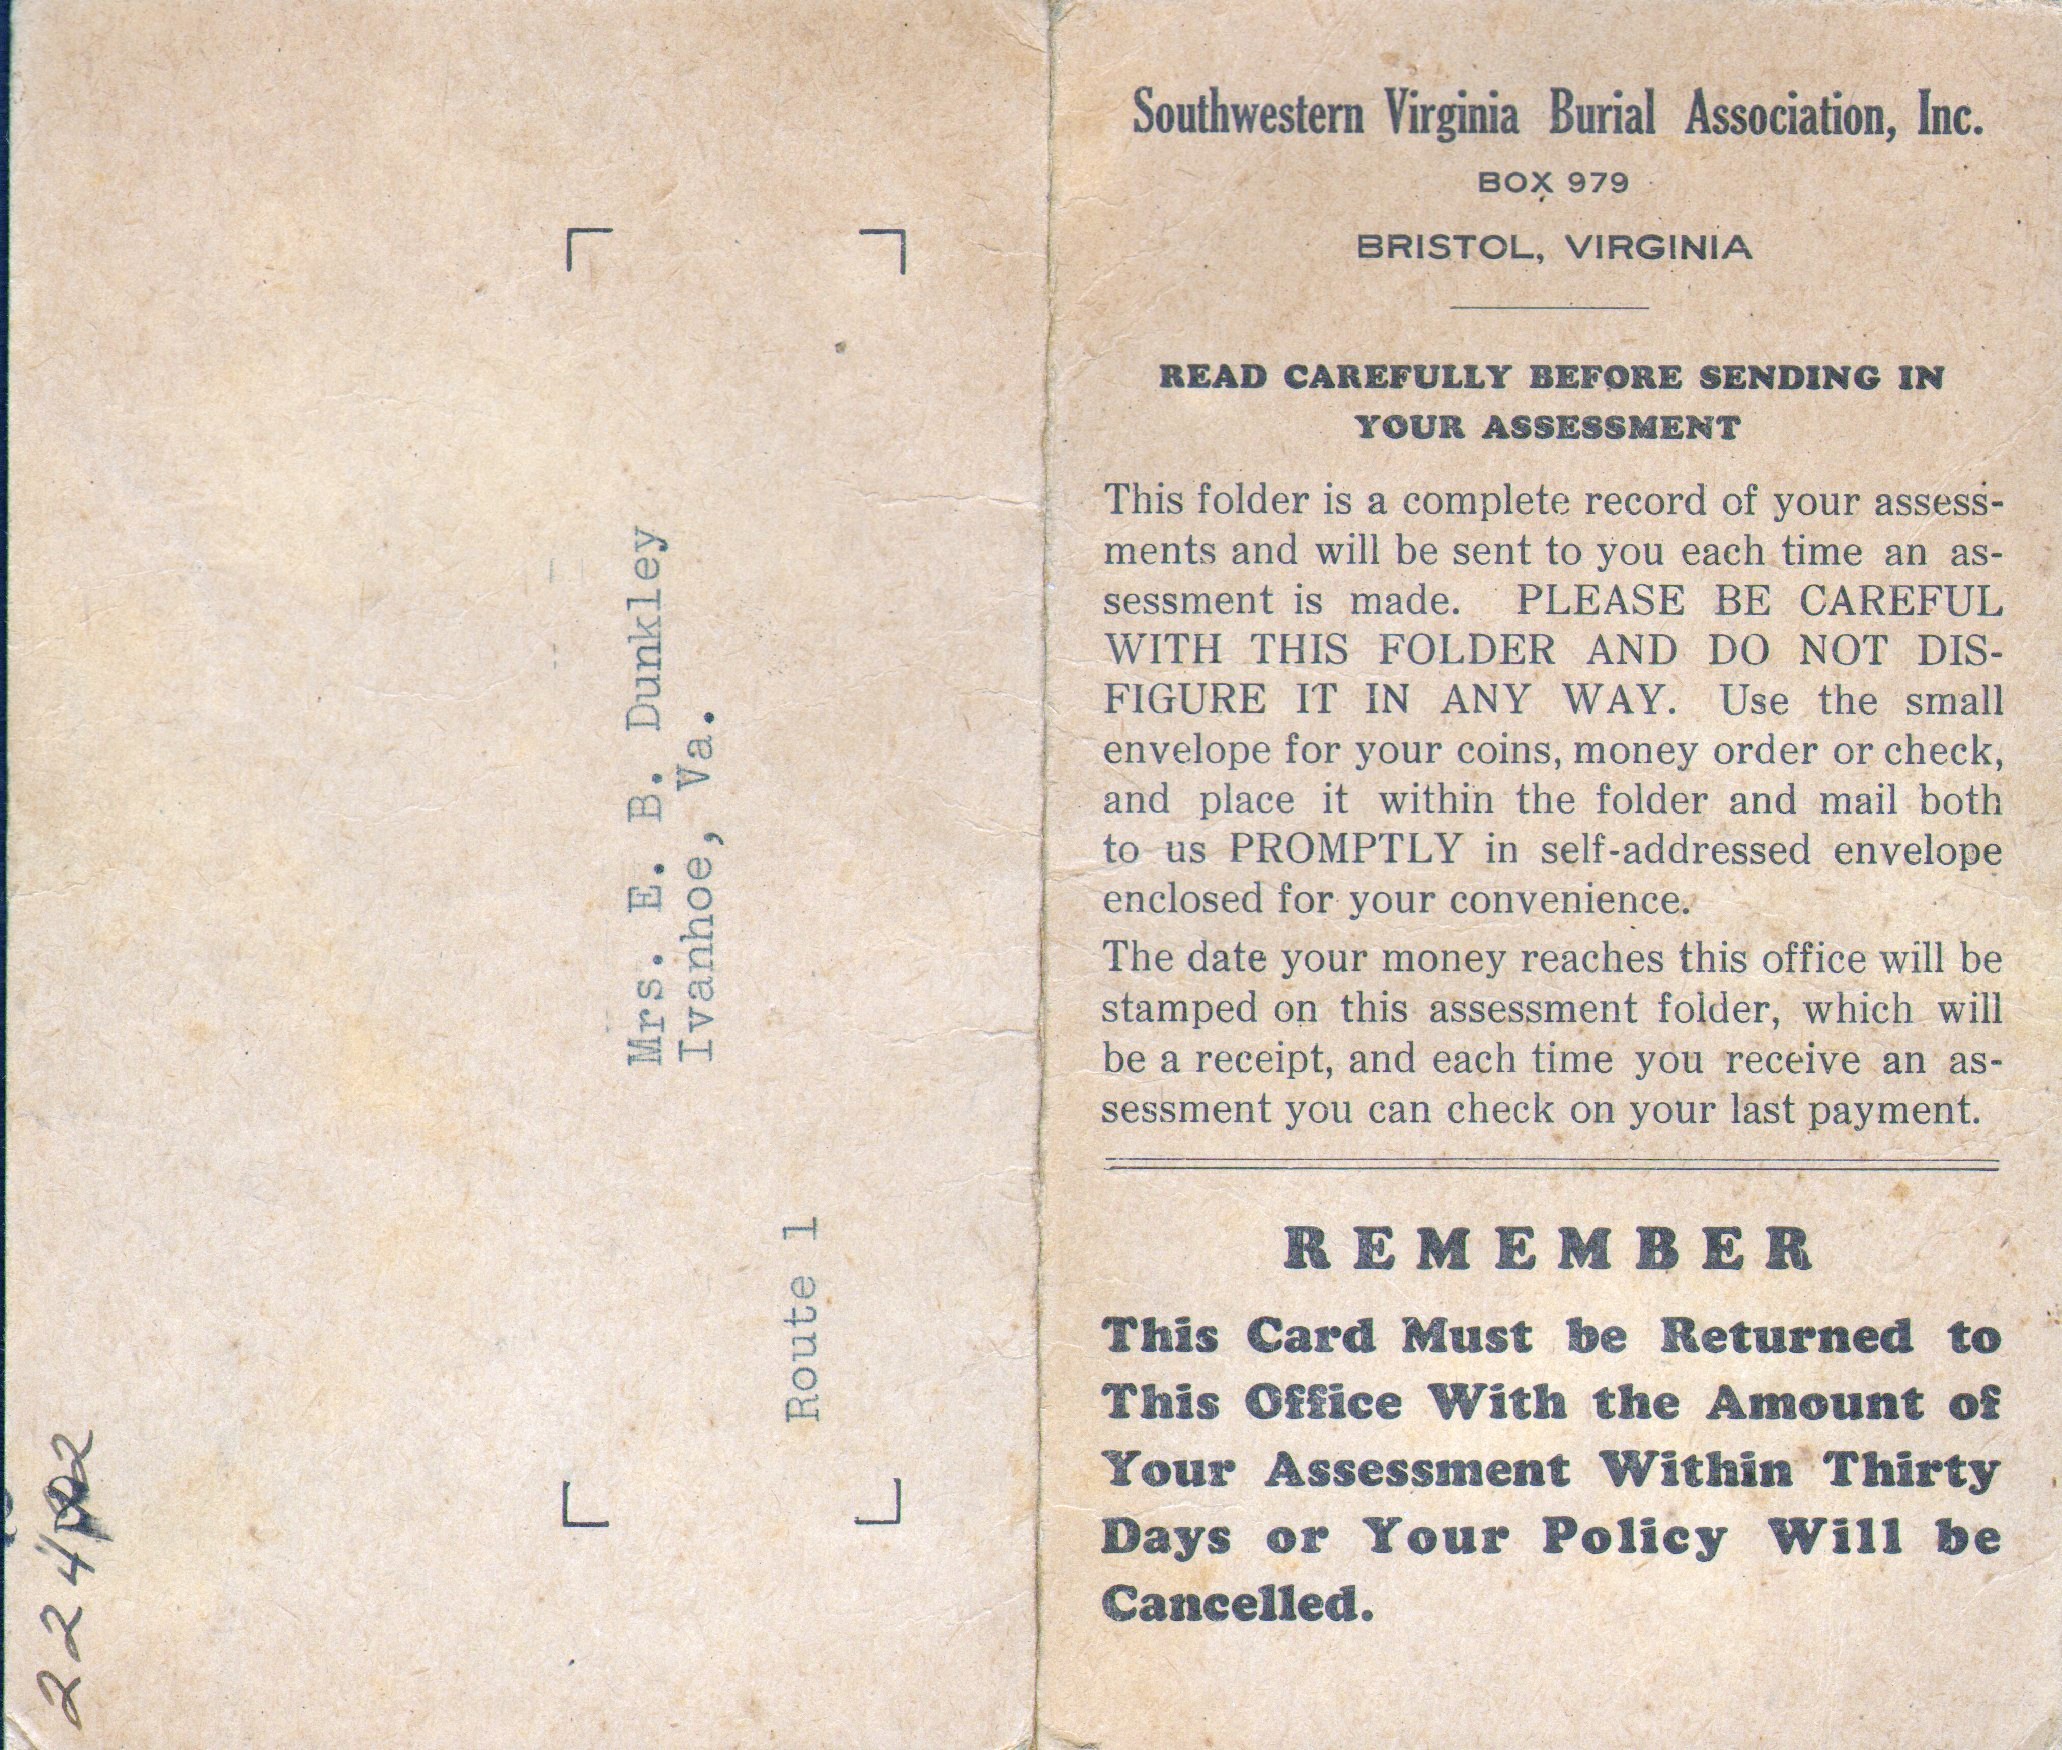 Mrs. E. B. Dunkley
Ivanhoe, Va.
Route 1
Southwestern Virginia Burial Association, Inc.
BOX 979
BRISTOL, VIRGINIA
READ CAREFULLY BEFORE SENDING IN
YOUR ASSESSMENT
This folder is a complete record of your assess-
ments and will be sent to you each time an as-
sessment is made. PLEASE BE CAREFUL
WITH THIS FOLDER AND DO NOT DIS-
FIGURE IT IN ANY WAY. Use the small
envelope for your coins, money order or check,
and place it within the folder and mail both
to us PROMPTLY in self-addressed envelope
enclosed for your convenience.
The date your money reaches this office will be
stamped on this assessment folder, which will
be a receipt, and each time you receive an as-
sessment you can check on your last payment.
REMEMBER
This Card Must be Returned to
This Office With the Amount of
Your Assessment Within Thirty
Days or Your Policy Will be
Cancelled.